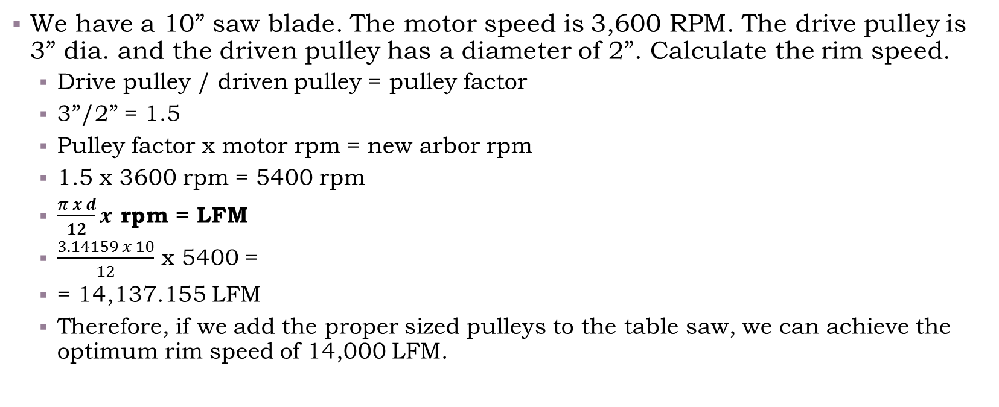 ▪ We have a 10” saw blade. The motor speed is 3,600 RPM. The drive pulley is
3” dia. and the driven pulley has a diameter of 2”. Calculate the rim speed.
▪ Drive pulley / driven pulley = pulley factor
▪ 3”/2” = 1.5
▪ Pulley factor x motor rpm = new arbor rpm
▪ 1.5 x 3600 rpm = 5400 rpm
▪ π x d
12
x rpm = LFM
▪ 3.14159 x 10
12
x 5400 =
▪ = 14,137.155 LFM
▪ Therefore, if we add the proper sized pulleys to the table saw, we can achieve the
optimum rim speed of 14,000 LFM.